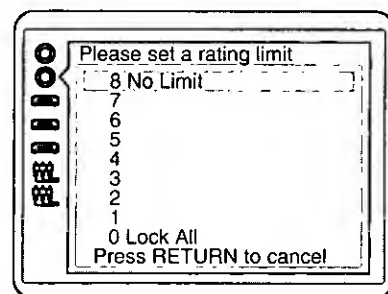 Please set a rating limit
8 No Limit
7
6
5
4
3
2
1
0 Lock All
Press RETURN to cancel